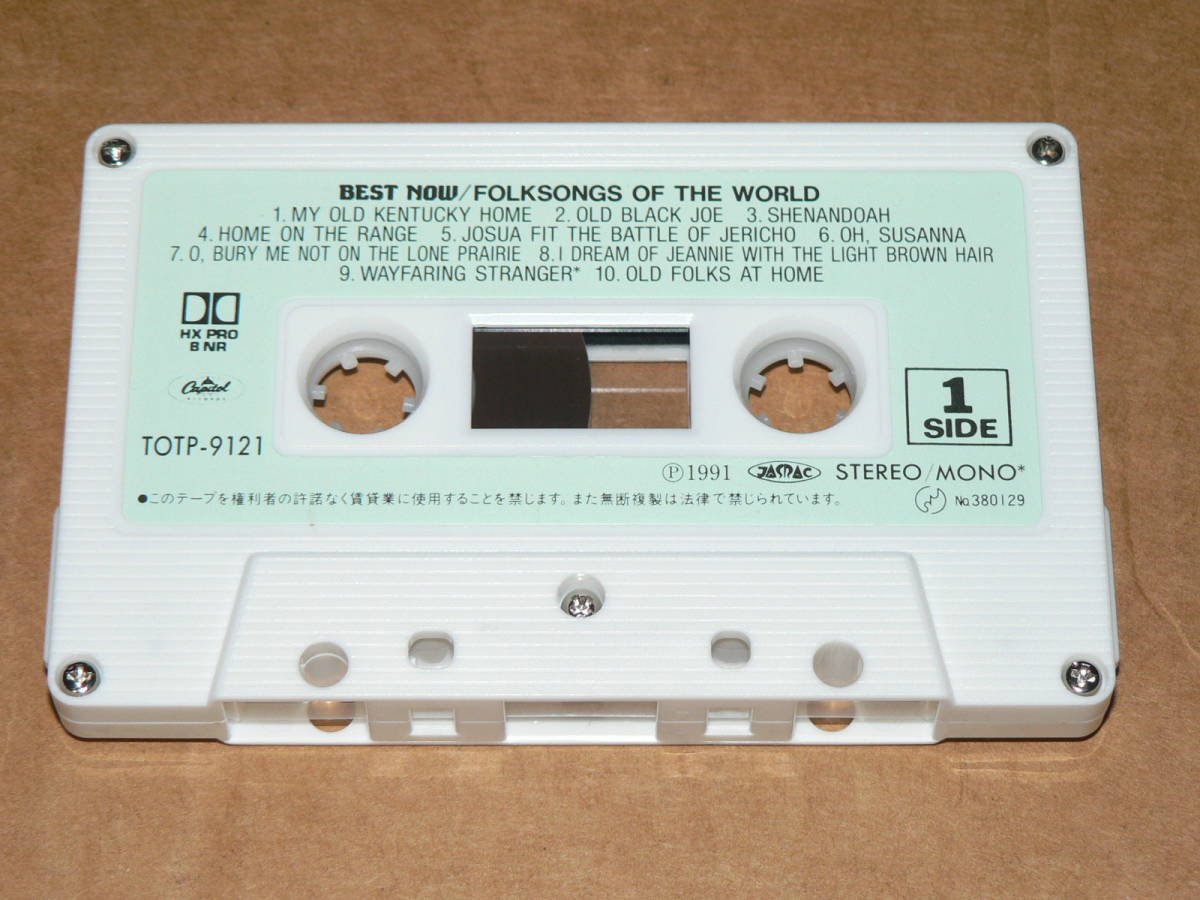 BEST NOW/FOLKSONGS OF THE WORLD
1. MY OLD KENTUCKY HOME 2. OLD BLACK JOE 3. SHENANDOAH
4. HOME ON THE RANGE 5. JOSUA FIT THE BATTLE OF JERICHO 6. OH, SUSANNA
7. O, BURY ME NOT ON THE LONE PRAIRIE 8. I DREAM OF JEANNIE WITH THE LIGHT BROWN HAIR
9. WAYFARING STRANGER* 10. OLD FOLKS AT HOME
HX PRO
B NR
Capitol
RECORDS
TOTP-9121
1
SIDE
Ⓟ1991 JASRAC STEREO/MONO*
●このテープを権利者の許諾なく賃貸業に使用することを禁じます。また無断複製は法律で禁じられています。
No.380129